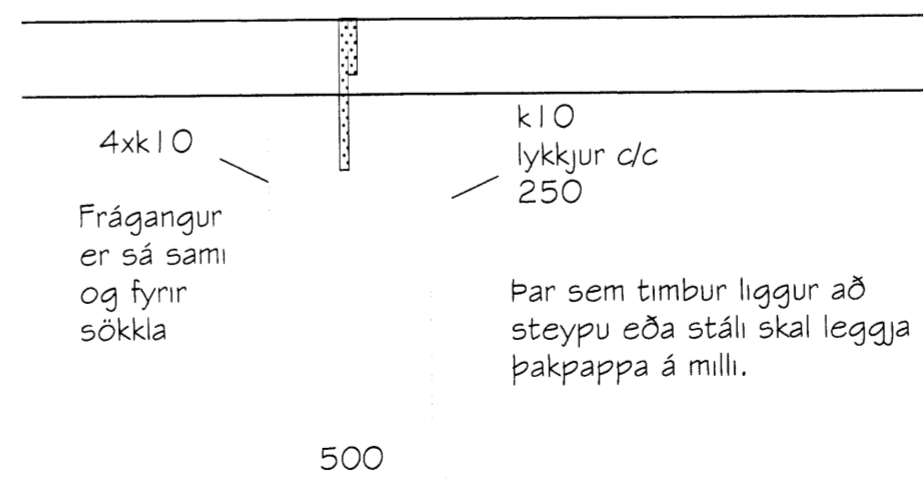 4xk10
k10
lykkjur c/c
250
Frágangur
er sá sami
og fyrir
sökkla
Þar sem timbur liggur að
steypu eða stáli skal leggja
þakpappa á milli.
500